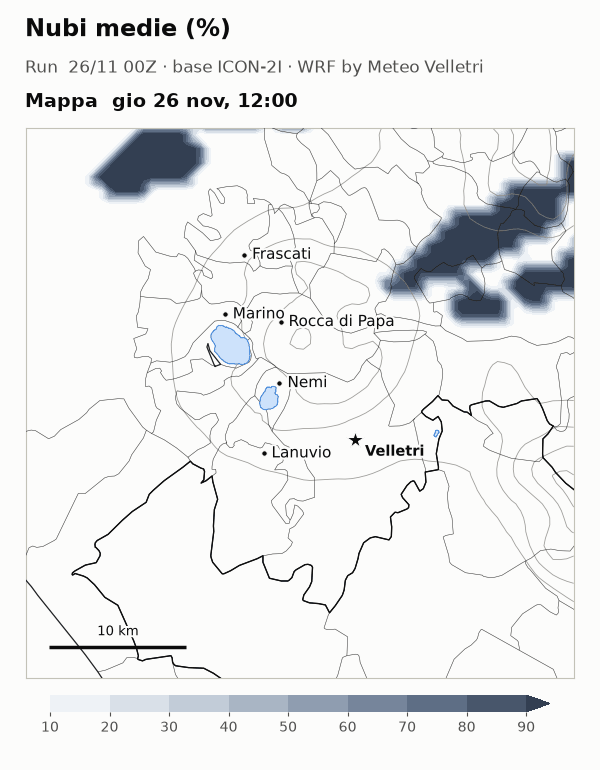 Nubi medie (%)
Run  26/11 00Z · base ICON-2I · WRF by Meteo Velletri
Mappa  gio 26 nov, 12:00
Frascati
Marino
Rocca di Papa
Nemi
Velletri
Lanuvio
10 km
10 20 30 40 50 60 70 80 90